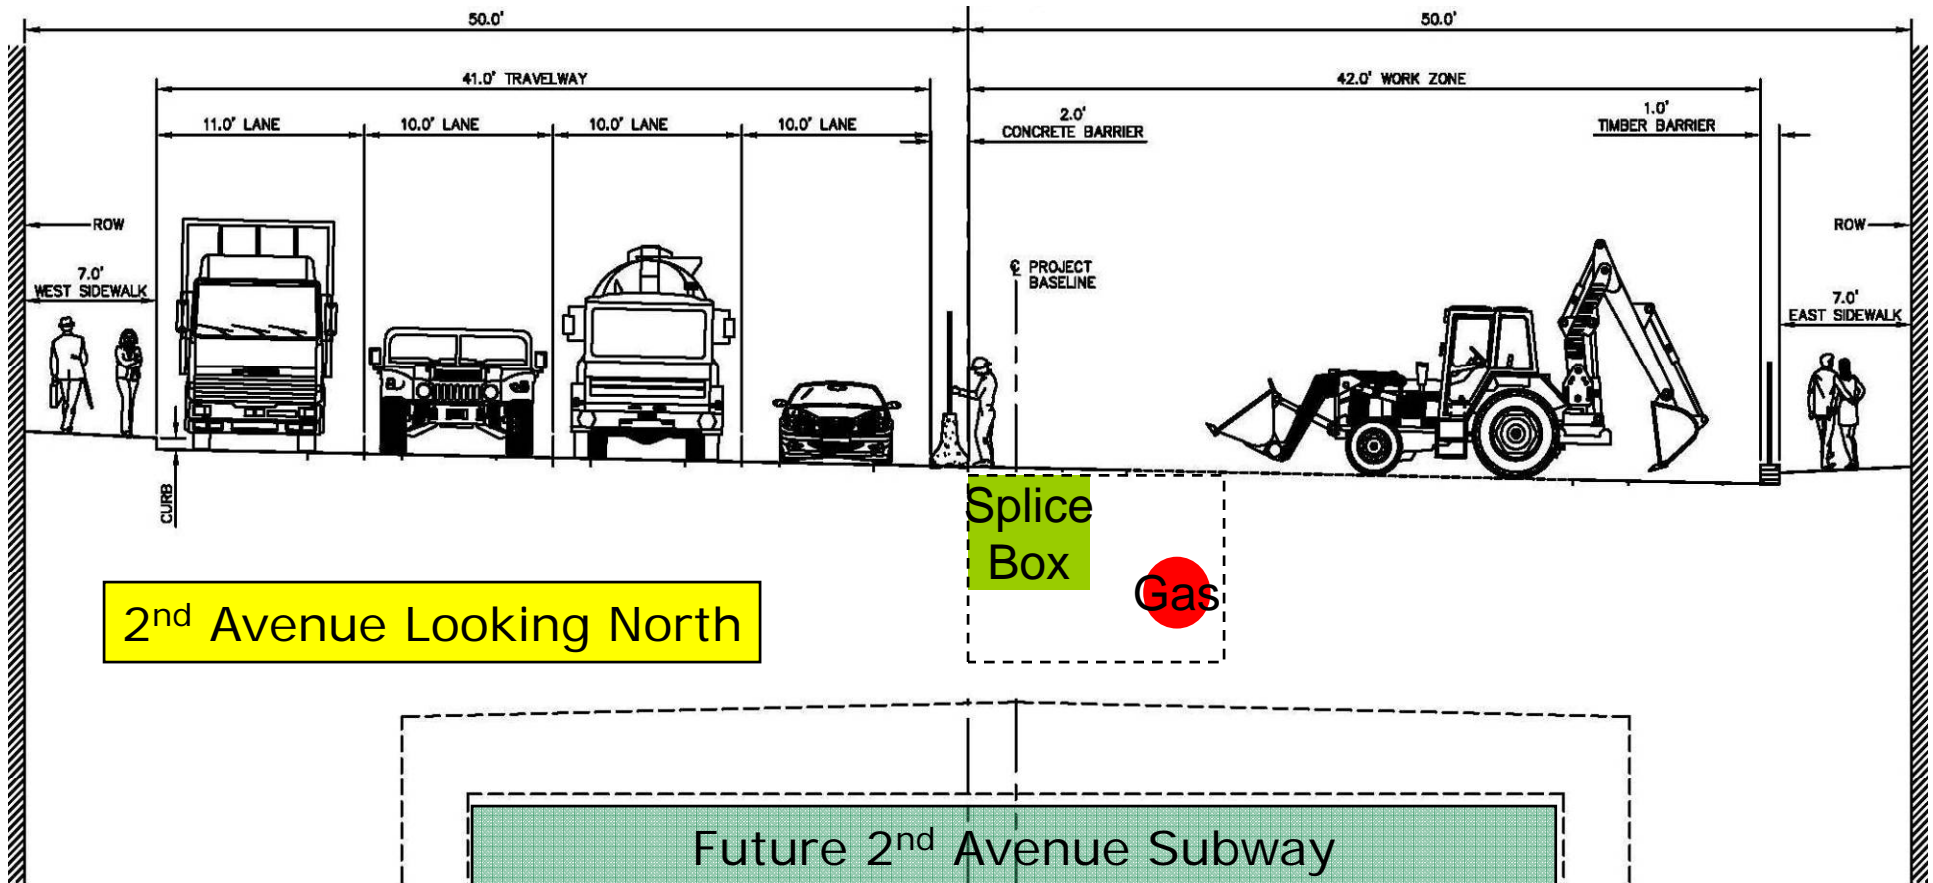 50.0'
50.0'
41.0' TRAVELWAY
42.0' WORK ZONE
11.0' LANE
10.0' LANE
10.0' LANE
10.0' LANE
2.0'
CONCRETE BARRIER
1.0'
TIMBER BARRIER
ROW
ROW
7.0'
WEST SIDEWALK
℄ PROJECT
BASELINE
7.0'
EAST SIDEWALK
CURB
Splice
Box
Gas
2nd Avenue Looking North
Future 2nd Avenue Subway